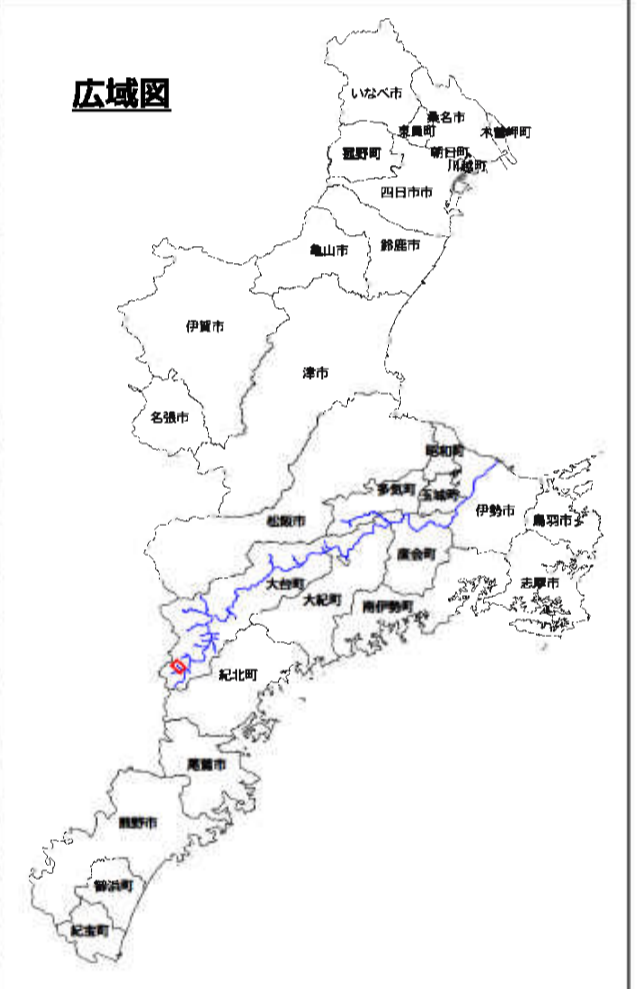 広域図
いなべ市
桑名市
東員町
木曽岬町
朝日町
川越町
菰野町
四日市市
鈴鹿市
亀山市
伊賀市
津市
名張市
明和町
多気町
玉城町
松阪市
伊勢市
鳥羽市
度会町
志摩市
大台町
大紀町
南伊勢町
紀北町
尾鷲市
熊野市
御浜町
紀宝町